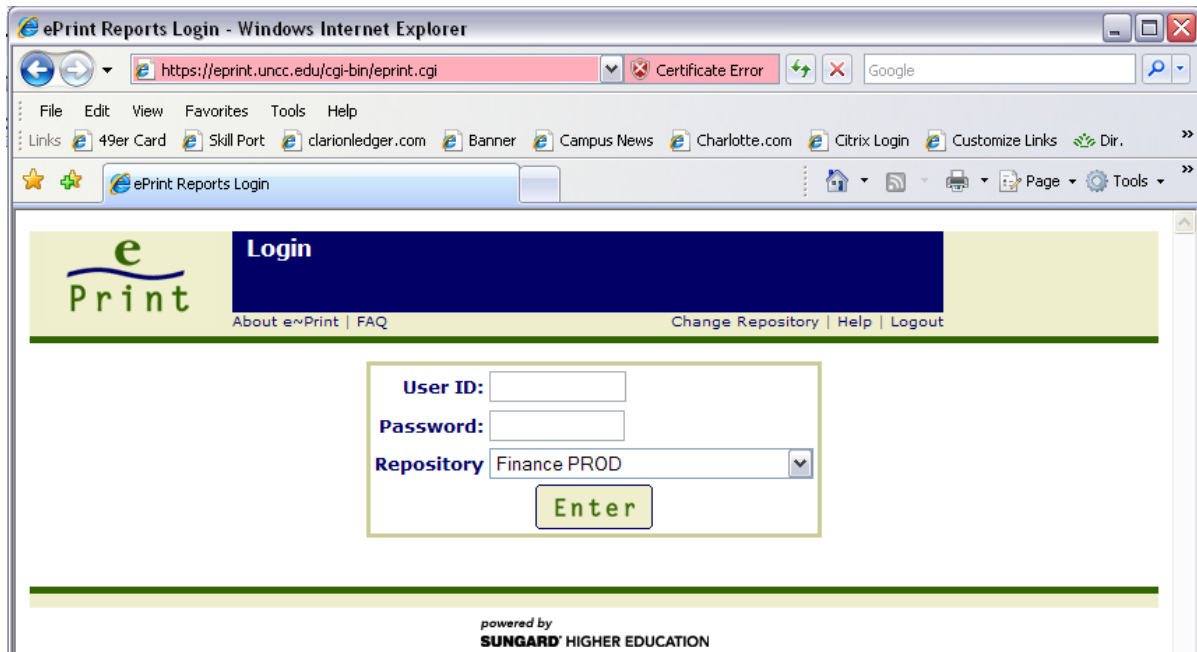 ePrint Reports Login - Windows Internet Explorer
https://eprint.uncc.edu/cgi-bin/eprint.cgi Certificate Error Google
File Edit View Favorites Tools Help
Links 49er Card Skill Port clarionledger.com Banner Campus News Charlotte.com Citrix Login Customize Links Dir. »
ePrint Reports Login Page Tools »
e
Print
Login
About e~Print | FAQ Change Repository | Help | Logout
User ID:
Password:
Repository Finance PROD
Enter
powered by
SUNGARD' HIGHER EDUCATION